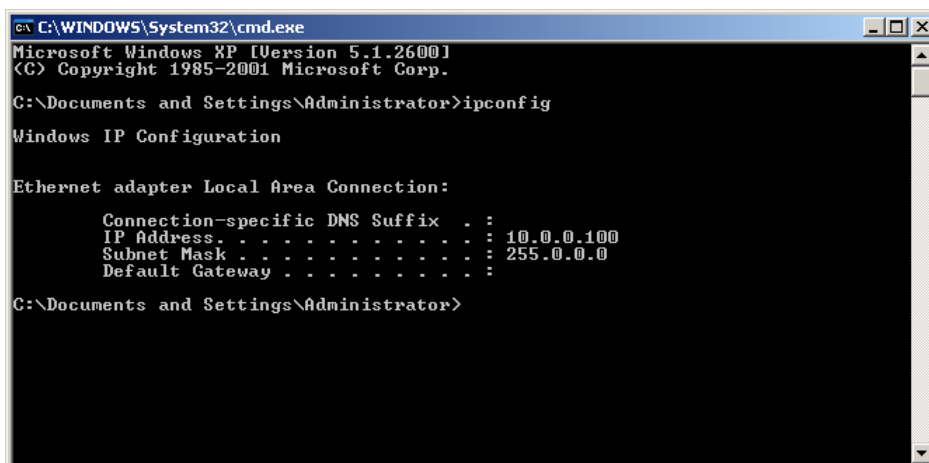 C:\WINDOWS\System32\cmd.exe
Microsoft Windows XP [Version 5.1.2600]
(C) Copyright 1985-2001 Microsoft Corp.
C:\Documents and Settings\Administrator>ipconfig
Windows IP Configuration
Ethernet adapter Local Area Connection:
Connection-specific DNS Suffix  . :
IP Address. . . . . . . . . . . . : 10.0.0.100
Subnet Mask . . . . . . . . . . . : 255.0.0.0
Default Gateway . . . . . . . . . :
C:\Documents and Settings\Administrator>